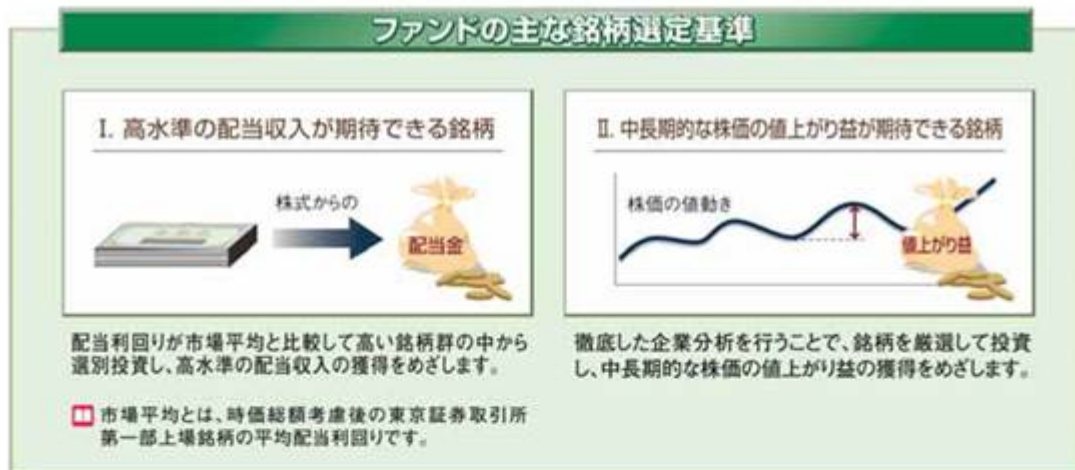 ファンドの主な銘柄選定基準
I. 高水準の配当収入が期待できる銘柄
株式からの
配当金
配当利回りが市場平均と比較して高い銘柄群の中から
選別投資し、高水準の配当収入の獲得をめざします。
市場平均とは、時価総額考慮後の東京証券取引所
第一部上場銘柄の平均配当利回りです。
II. 中長期的な株価の値上がり益が期待できる銘柄
株価の値動き
値上がり益
徹底した企業分析を行うことで、銘柄を厳選して投資
し、中長期的な株価の値上がり益の獲得をめざします。